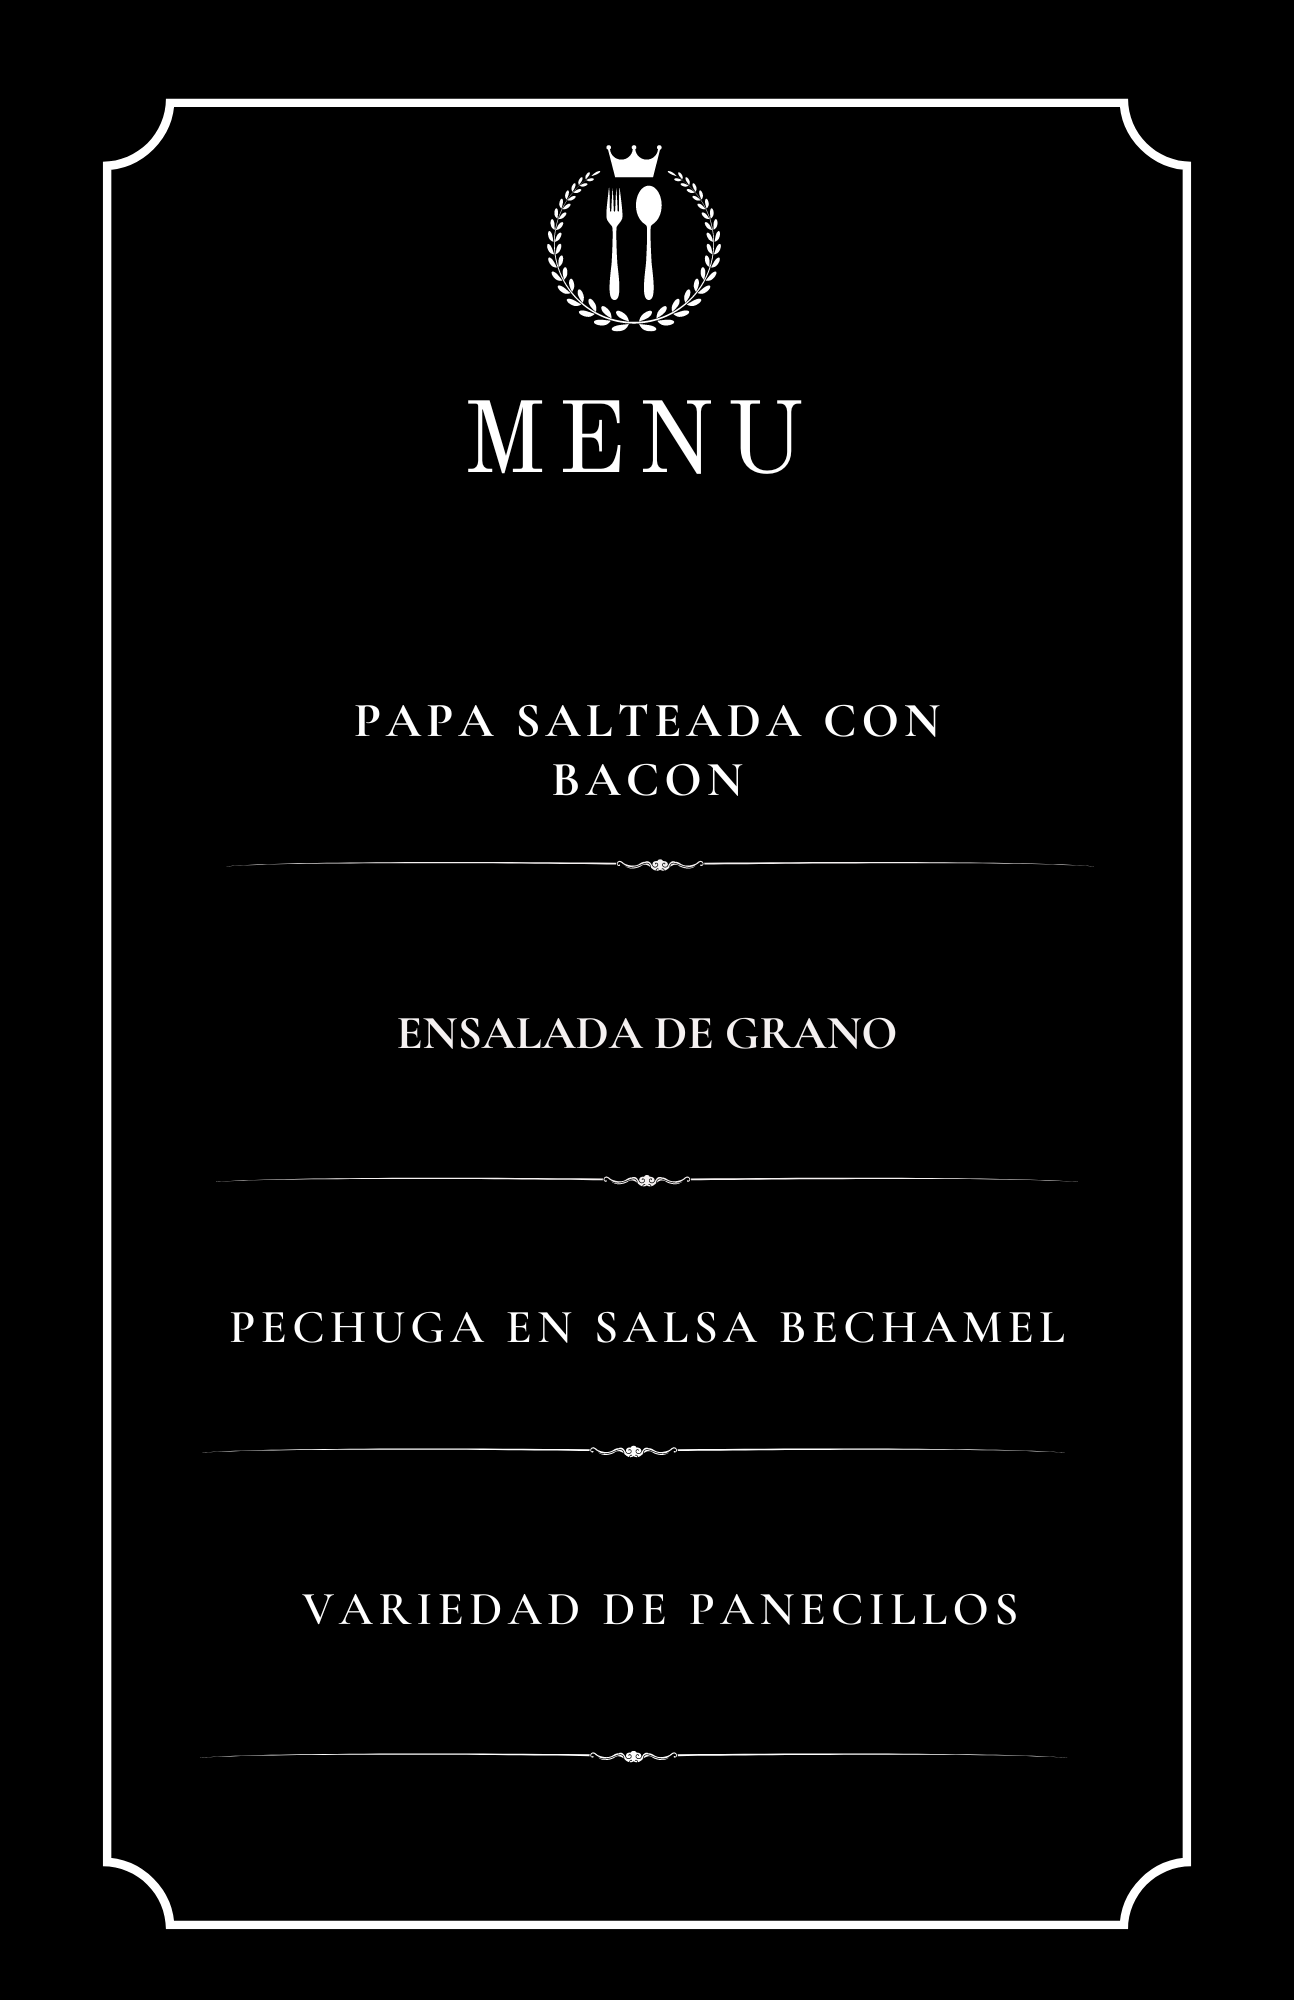 MENU
PAPA SALTEADA CON
BACON
ENSALADA DE GRANO
PECHUGA EN SALSA BECHAMEL
VARIEDAD DE PANECILLOS